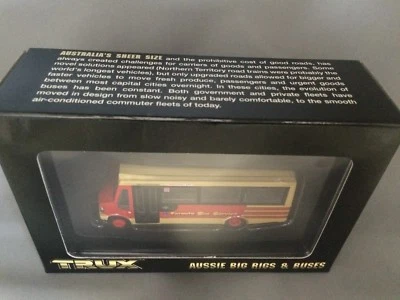 AUSTRALIA'S SHEER SIZE and the prohibitive cost of good roads, has
always created challenges for carriers of goods and passengers. Some
novel solutions appeared (Northern Territory road trains were probably the
world's longest vehicles), but only upgraded roads allowed for bigger and
faster vehicles to move fresh produce, passengers and urgent goods
between most capital cities overnight. In these cities, the evolution of
buses has been constant. Both government and private fleets have
moved in design from slow noisy and barely comfortable, to the smooth
air-conditioned commuter fleets of today.
TRUX
AUSSIE BIG RIGS & BUSES